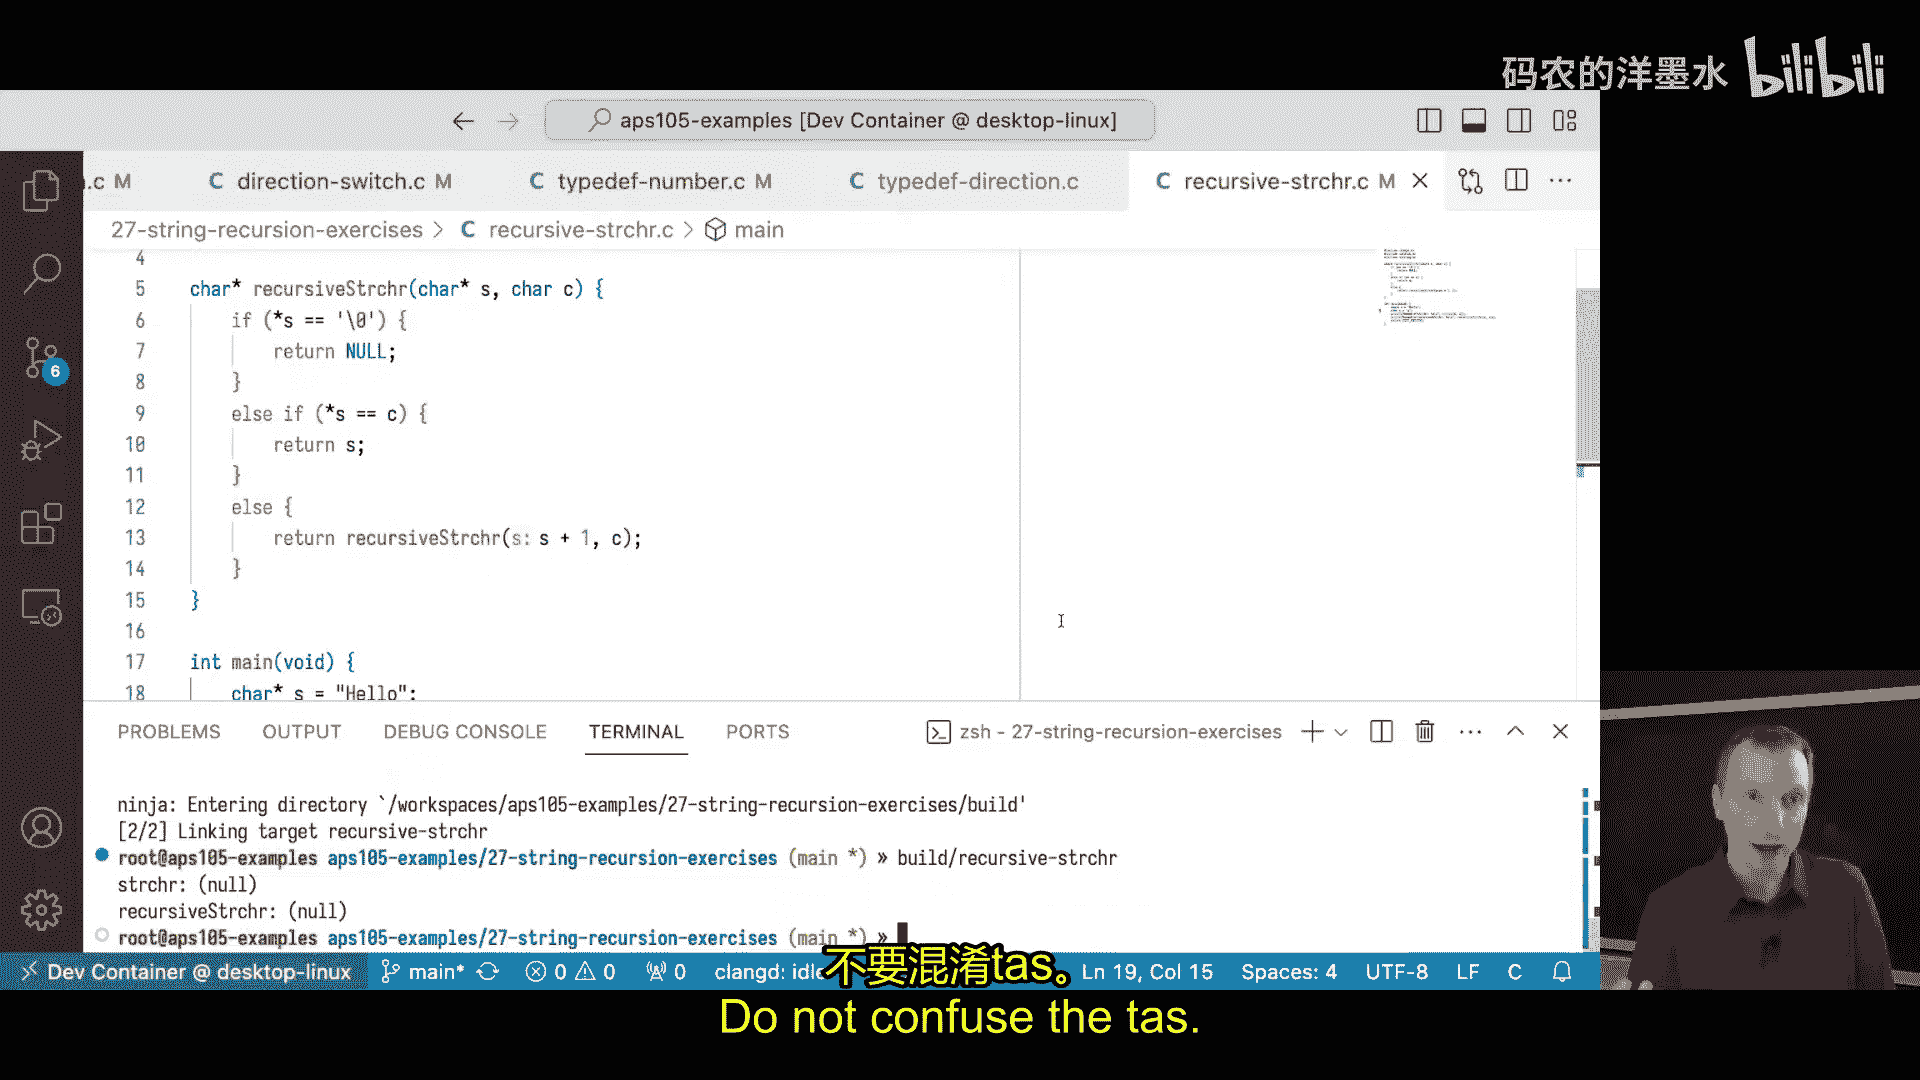 码农的洋墨水 bilibili
aps105-examples [Dev Container @ desktop-linux]
.c M
C direction-switch.c M
C typedef-number.c M
C typedef-direction.c
C recursive-strchr.c M
27-string-recursion-exercises > C recursive-strchr.c > main
4
5 char* recursiveStrchr(char* s, char c) {
6 if (*s == '\0') {
7 return NULL;
8 }
9 else if (*s == c) {
10 return s;
11 }
12 else {
13 return recursiveStrchr(s: s + 1, c);
14 }
15 }
16
17 int main(void) {
18 char* s = "Hello";
6
PROBLEMS OUTPUT DEBUG CONSOLE TERMINAL PORTS
zsh - 27-string-recursion-exercises
ninja: Entering directory `/workspaces/aps105-examples/27-string-recursion-exercises/build'
[2/2] Linking target recursive-strchr
root@aps105-examples aps105-examples/27-string-recursion-exercises (main *) » build/recursive-strchr
strchr: (null)
recursiveStrchr: (null)
root@aps105-examples aps105-examples/27-string-recursion-exercises (main *) »
Dev Container @ desktop-linux main* 0 0 0 clangd: idle Ln 19, Col 15 Spaces: 4 UTF-8 LF C
不要混淆tas。
Do not confuse the tas.